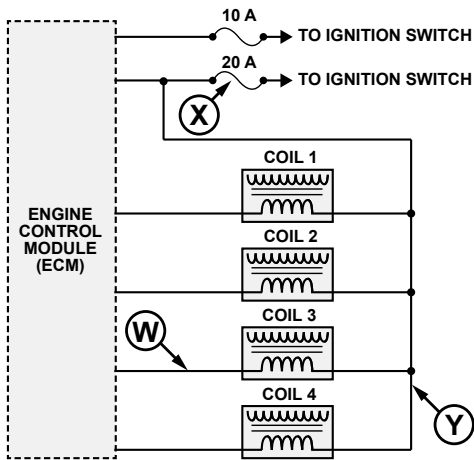 10 A
TO IGNITION SWITCH
20 A
TO IGNITION SWITCH
X
COIL 1
ENGINE
CONTROL
MODULE
(ECM)
COIL 2
COIL 3
W
COIL 4
Y